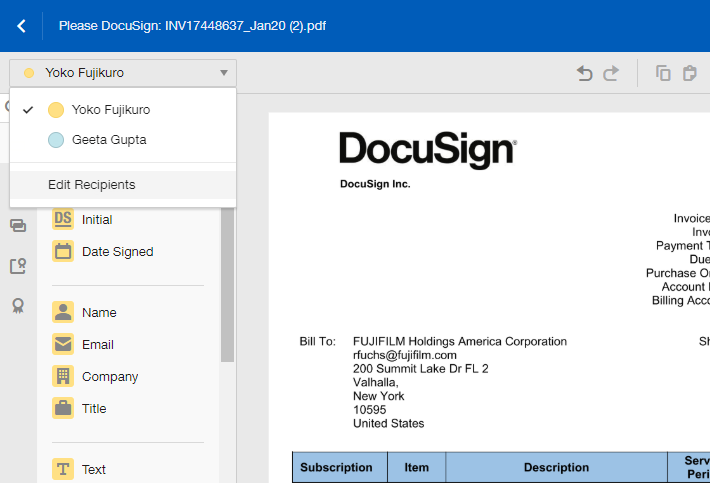 Please DocuSign: INV17448637_Jan20 (2).pdf
Yoko Fujikuro
Yoko Fujikuro
Geeta Gupta
Edit Recipients
DS Initial
Date Signed
Name
Email
Company
Title
T Text
DocuSign®
DocuSign Inc.
Invoice
Inv
Payment T
Due
Purchase Or
Account
Billing Acco
Bill To: FUJIFILM Holdings America Corporation
Sh
rfuchs@fujifilm.com
200 Summit Lake Dr FL 2
Valhalla,
New York
10595
United States
Subscription Item Description Serv
Peri